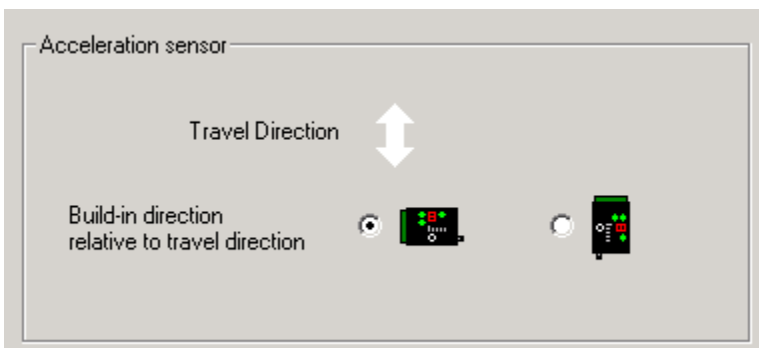 Acceleration sensor
Travel Direction
Build-in direction
relative to travel direction